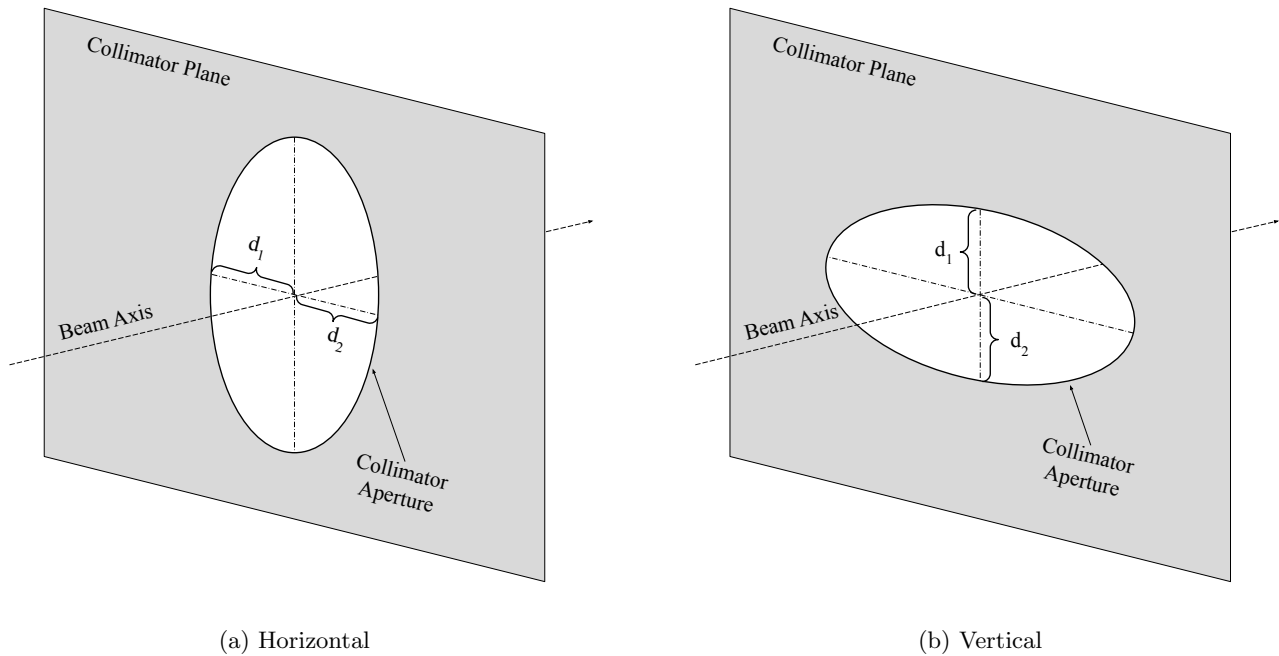 Collimator Plane
d1
d2
Beam Axis
Collimator
Aperture
(a) Horizontal
Collimator Plane
d1
d2
Beam Axis
Collimator
Aperture
(b) Vertical